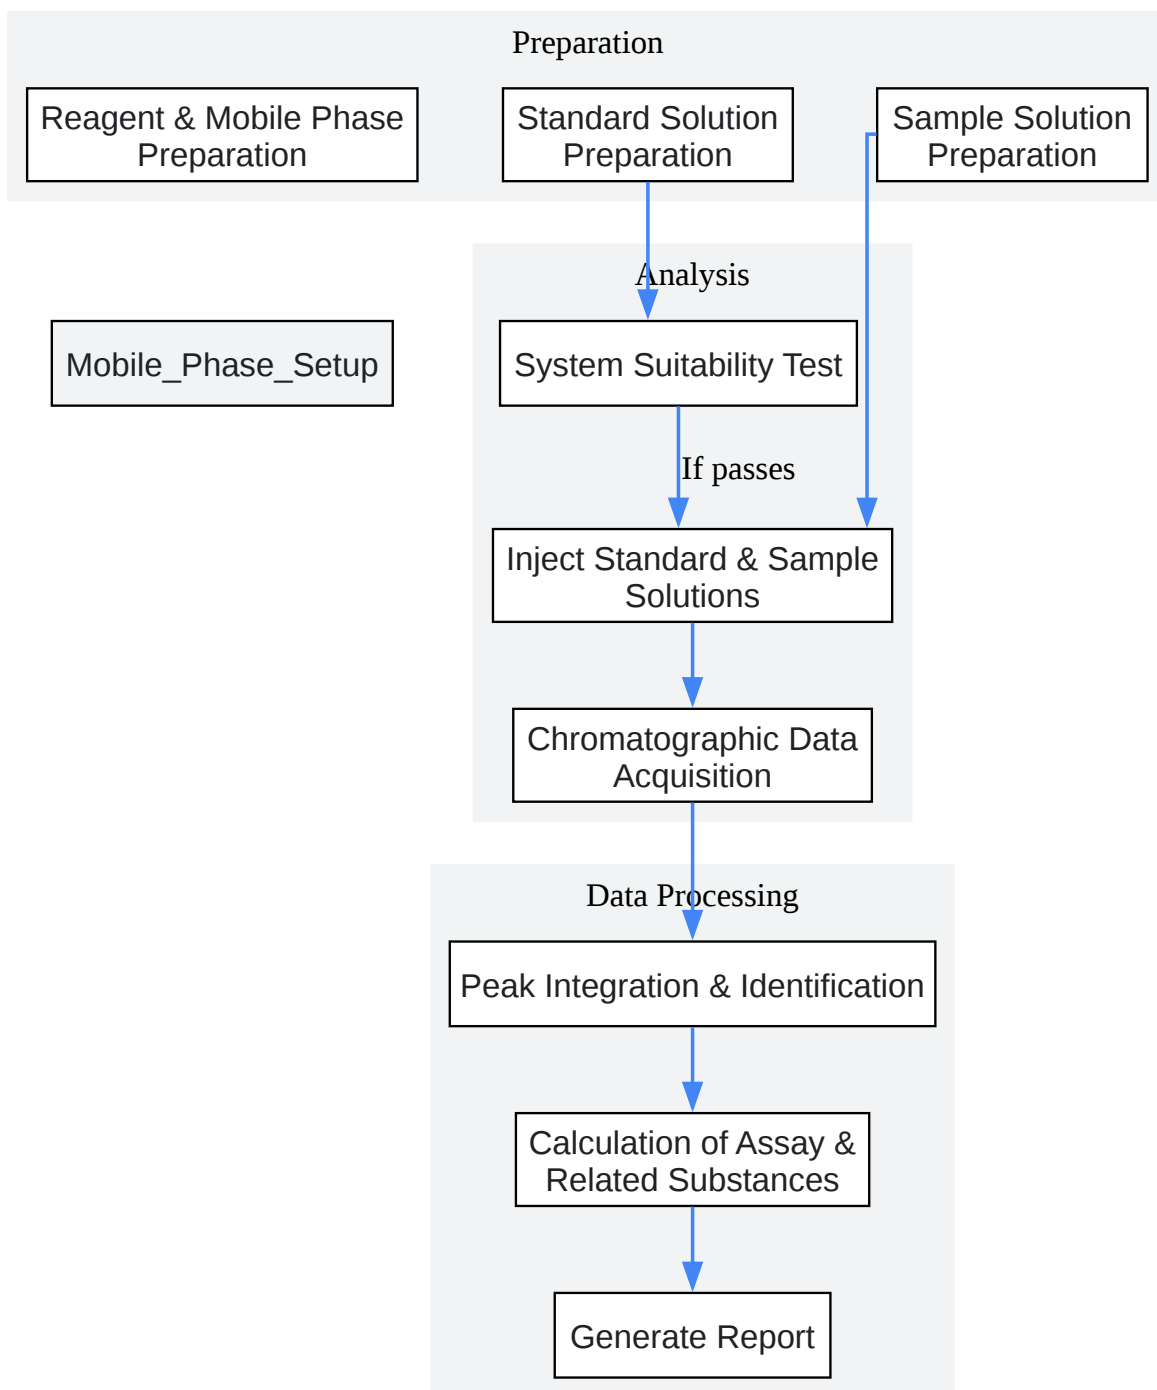 Preparation
Reagent & Mobile Phase
Preparation
Standard Solution
Preparation
Sample Solution
Preparation
Analysis
Mobile_Phase_Setup
System Suitability Test
If passes
Inject Standard & Sample
Solutions
Chromatographic Data
Acquisition
Data Processing
Peak Integration & Identification
Calculation of Assay &
Related Substances
Generate Report